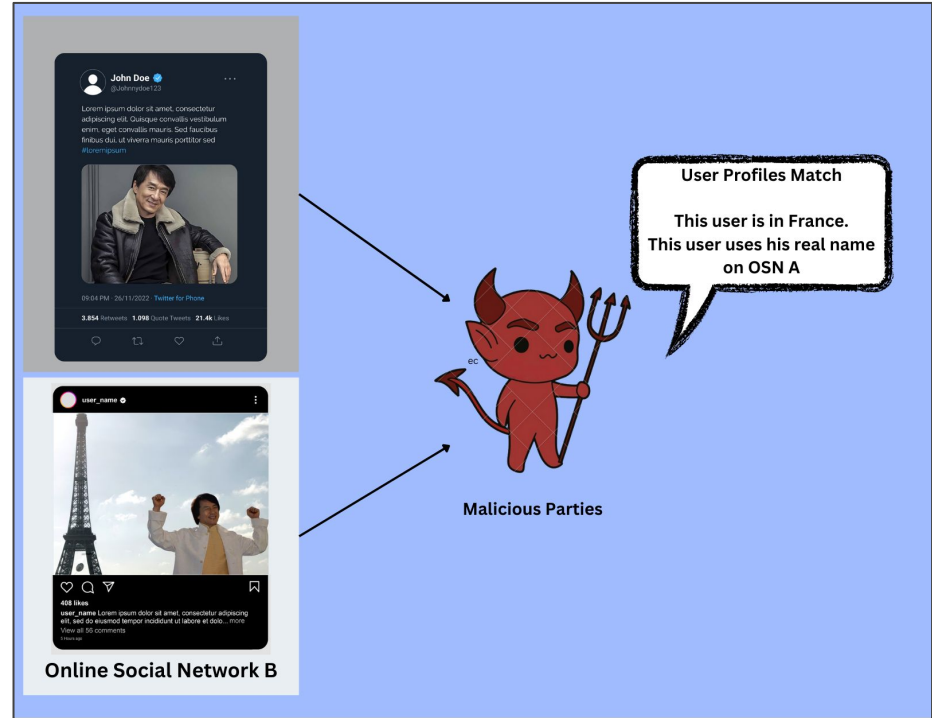 John Doe
@Johnnydoe123
Lorem ipsum dolor sit amet, consectetur
adipiscing elit. Quisque convallis vestibulum
enim, eget convallis mauris. Sed faucibus
finibus dui, ut viverra mauris porttitor sed
#loremipsum
09:04 PM · 26/11/2022 · Twitter for Phone
3.854 Retweets 1.098 Quote Tweets 21.4k Likes
user_name
408 likes
user_name Lorem ipsum dolor sit amet, consectetur adipiscing
elit, sed do eiusmod tempor incididunt ut labore et dolo... more
View all 56 comments
5 Hours ago
Online Social Network B
ec
Malicious Parties
User Profiles Match
This user is in France.
This user uses his real name
on OSN A